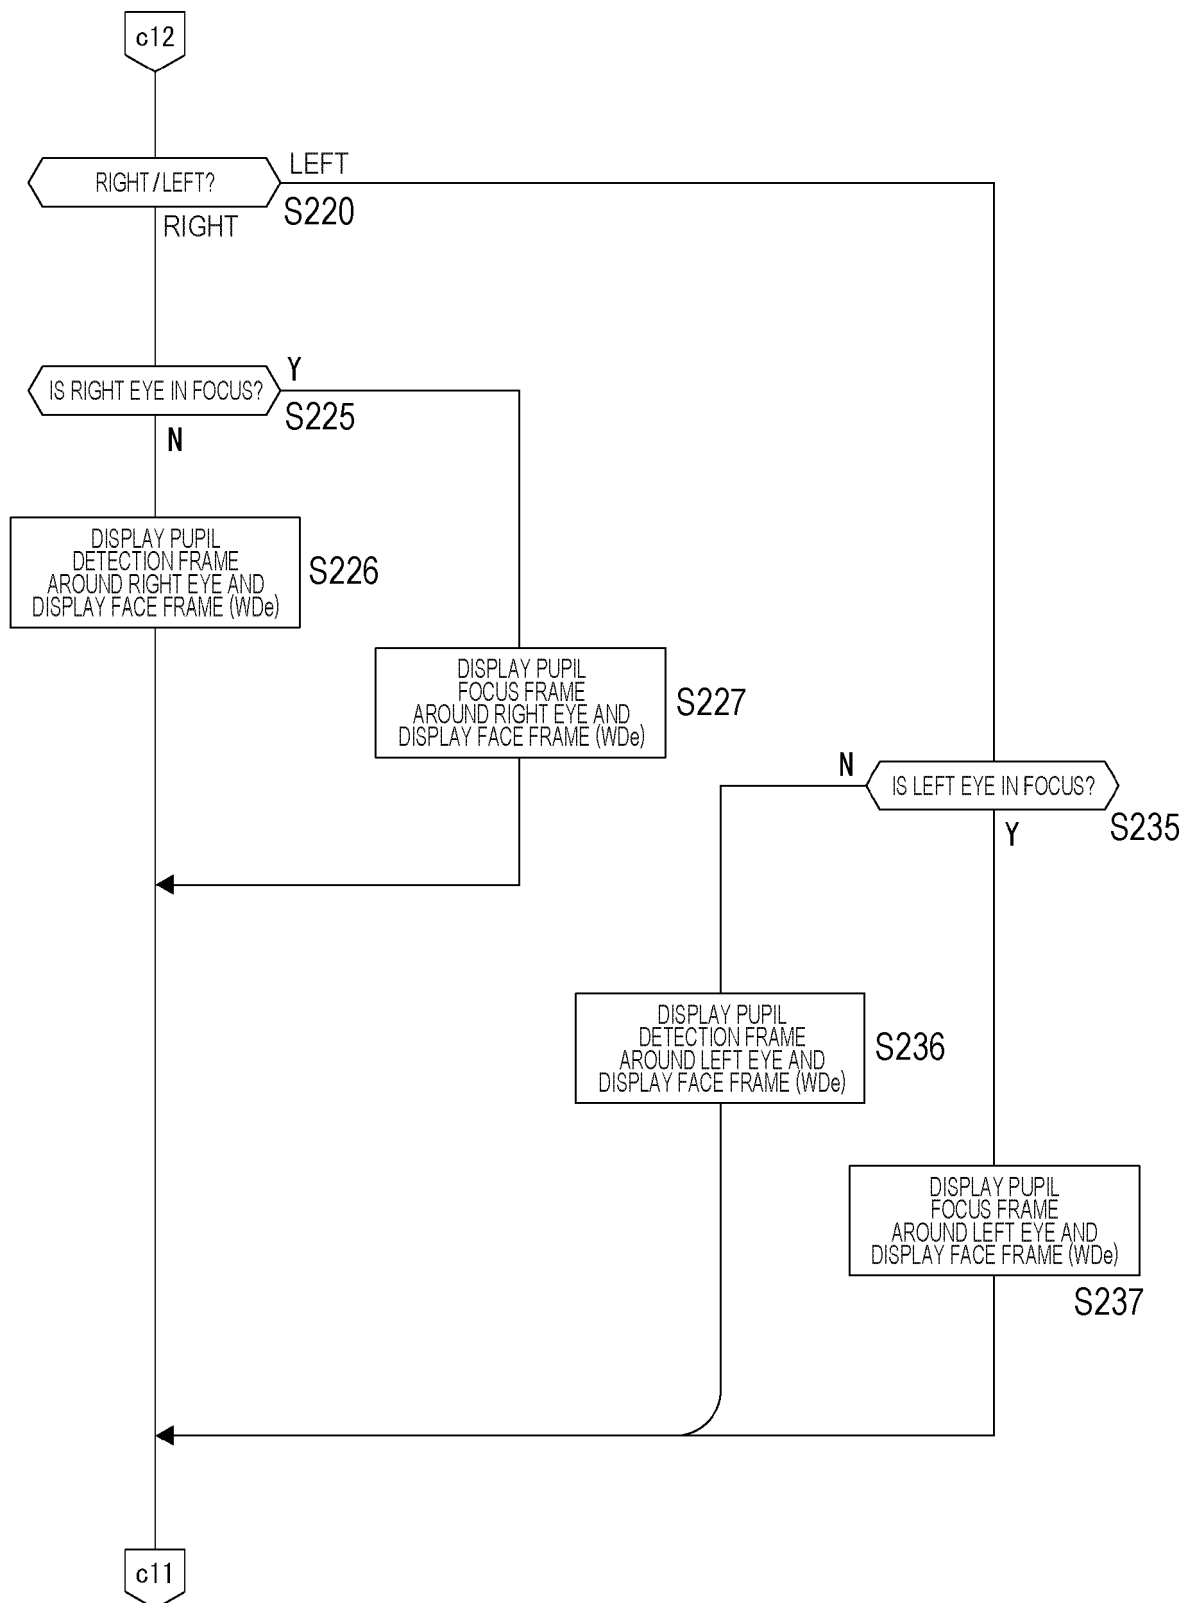 c12
RIGHT/LEFT?
LEFT
S220
RIGHT
IS RIGHT EYE IN FOCUS?
Y
S225
N
DISPLAY PUPIL
DETECTION FRAME
AROUND RIGHT EYE AND
DISPLAY FACE FRAME (WDe)
S226
DISPLAY PUPIL
FOCUS FRAME
AROUND RIGHT EYE AND
DISPLAY FACE FRAME (WDe)
S227
N
IS LEFT EYE IN FOCUS?
S235
Y
DISPLAY PUPIL
DETECTION FRAME
AROUND LEFT EYE AND
DISPLAY FACE FRAME (WDe)
S236
DISPLAY PUPIL
FOCUS FRAME
AROUND LEFT EYE AND
DISPLAY FACE FRAME (WDe)
S237
c11